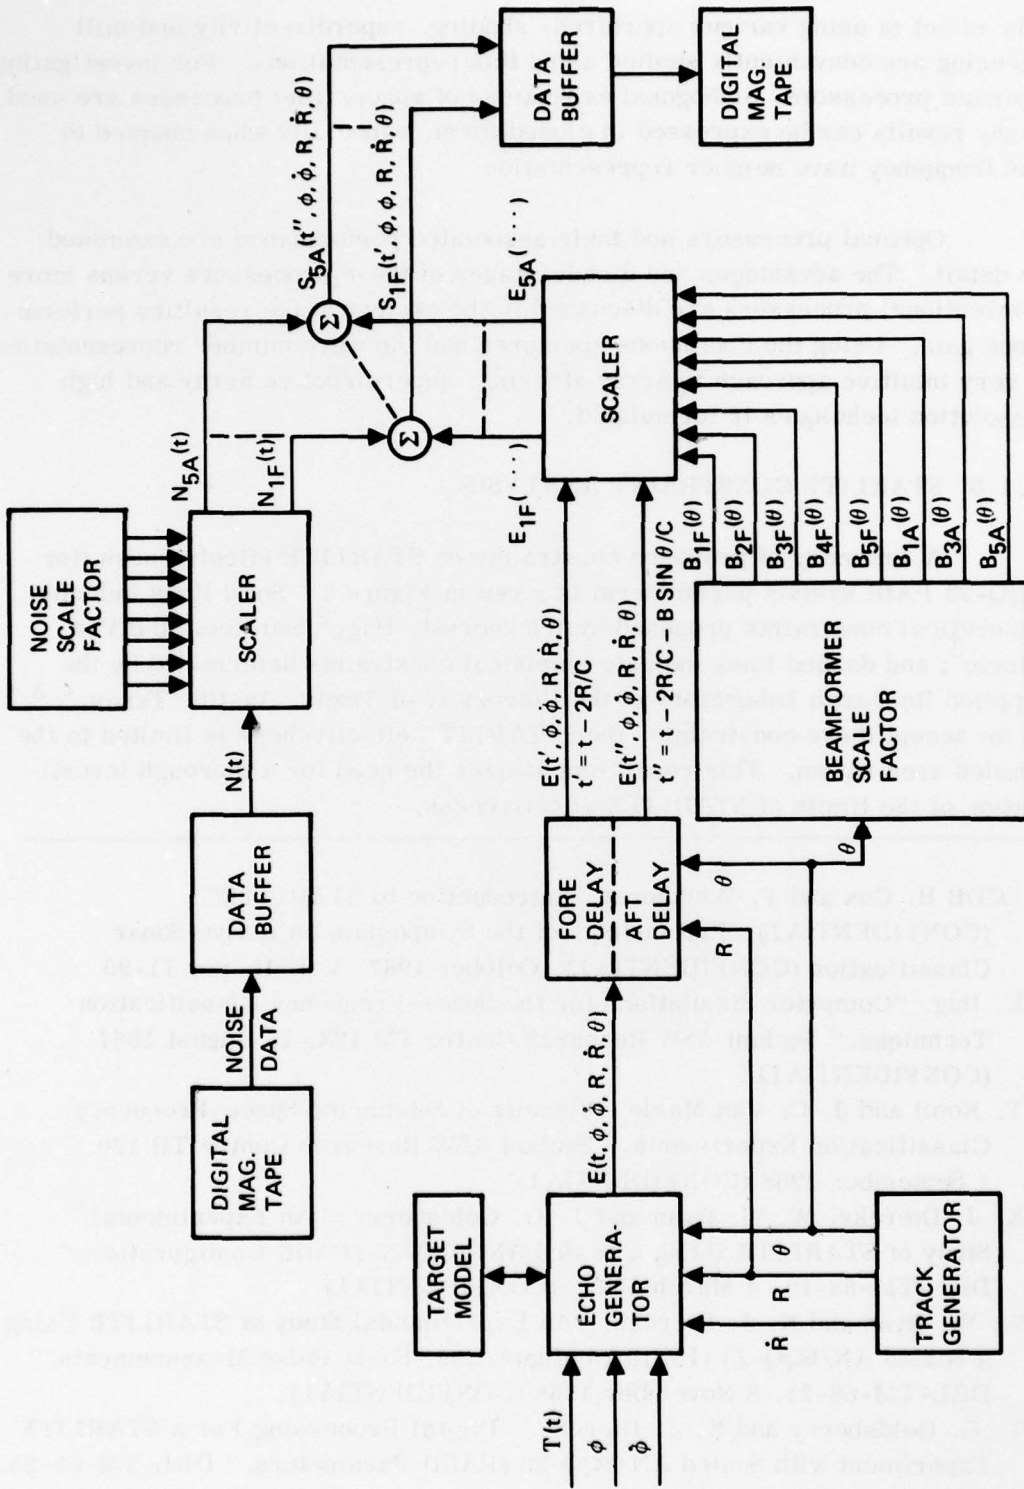 DIGITAL
MAG.
TAPE
NOISE
DATA
DATA
BUFFER
N(t)
NOISE
SCALE
FACTOR
SCALER
N5A(t)
N1F(t)
Σ
Σ
S5A(t'', φ, φ̇, R, Ṙ, θ)
S1F(t', φ, φ̇, R, Ṙ, θ)
DATA
BUFFER
DIGITAL
MAG.
TAPE
TARGET
MODEL
T(t)
φ
φ̇
ECHO
GENERA-
TOR
E(t, φ, φ̇, R, Ṙ, θ)
FORE
DELAY
AFT
DELAY
E(t', φ, φ̇, R, Ṙ, θ)
t' = t − 2R/C
E(t'', φ, φ̇, R, Ṙ, θ)
t'' = t − 2R/C − B SIN θ/C
SCALER
E1F(···)
E5A(···)
R
Ṙ
θ
R
θ
θ
TRACK
GENERATOR
BEAMFORMER
SCALE
FACTOR
B1F(θ)
B2F(θ)
B3F(θ)
B4F(θ)
B5F(θ)
B1A(θ)
B3A(θ)
B5A(θ)